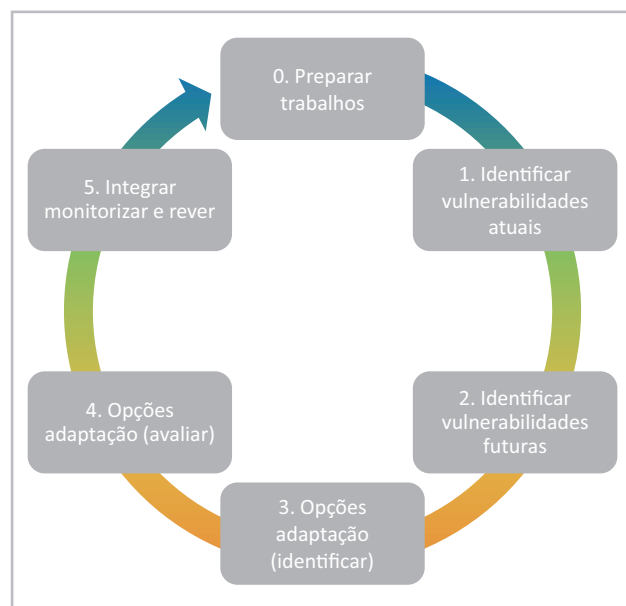 0. Preparar
trabalhos
1. Identificar
vulnerabilidades
atuais
2. Identificar
vulnerabilidades
futuras
3. Opções
adaptação
(identificar)
4. Opções
adaptação (avaliar)
5. Integrar
monitorizar e rever